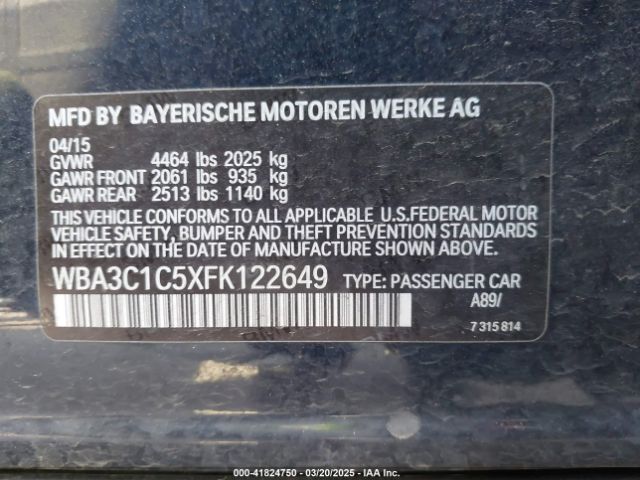 MFD BY BAYERISCHE MOTOREN WERKE AG
04/15
GVWR 4464 lbs 2025 kg
GAWR FRONT 2061 lbs 935 kg
GAWR REAR 2513 lbs 1140 kg
THIS VEHICLE CONFORMS TO ALL APPLICABLE U.S.FEDERAL MOTOR
VEHICLE SAFETY, BUMPER AND THEFT PREVENTION STANDARDS
IN EFFECT ON THE DATE OF MANUFACTURE SHOWN ABOVE.
WBA3C1C5XFK122649 TYPE: PASSENGER CAR
A89/
7 315 814
000-41824750 — 03/20/2025 — IAA Inc.